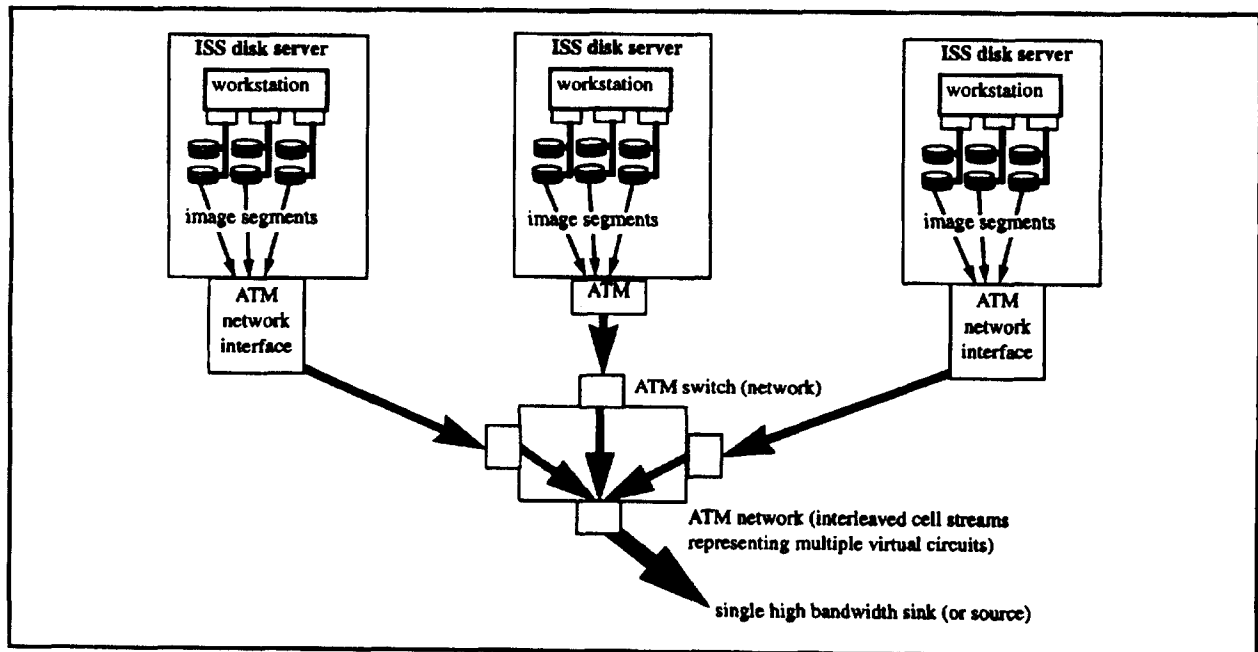 ISS disk server
workstation
image segments
ATM
network
interface
ISS disk server
workstation
image segments
ATM
ISS disk server
workstation
image segments
ATM
network
interface
ATM switch (network)
ATM network (interleaved cell streams
representing multiple virtual circuits)
single high bandwidth sink (or source)